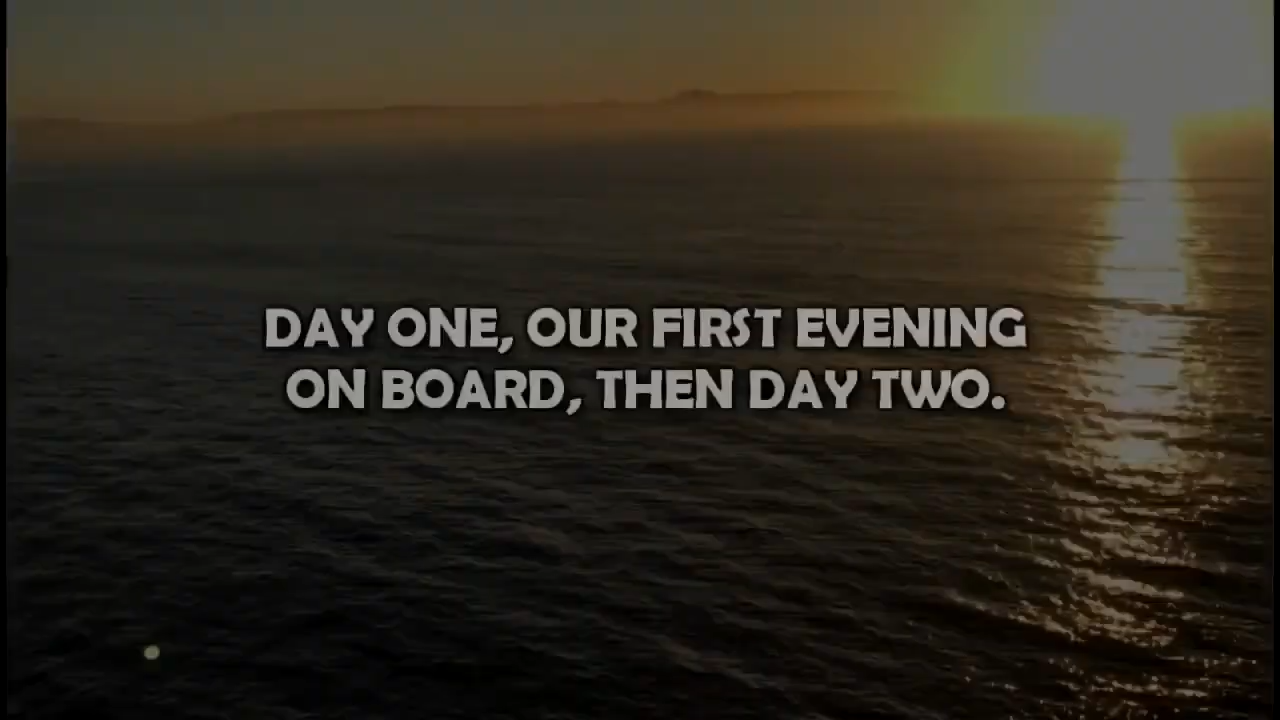 DAY ONE, OUR FIRST EVENING
ON BOARD, THEN DAY TWO.